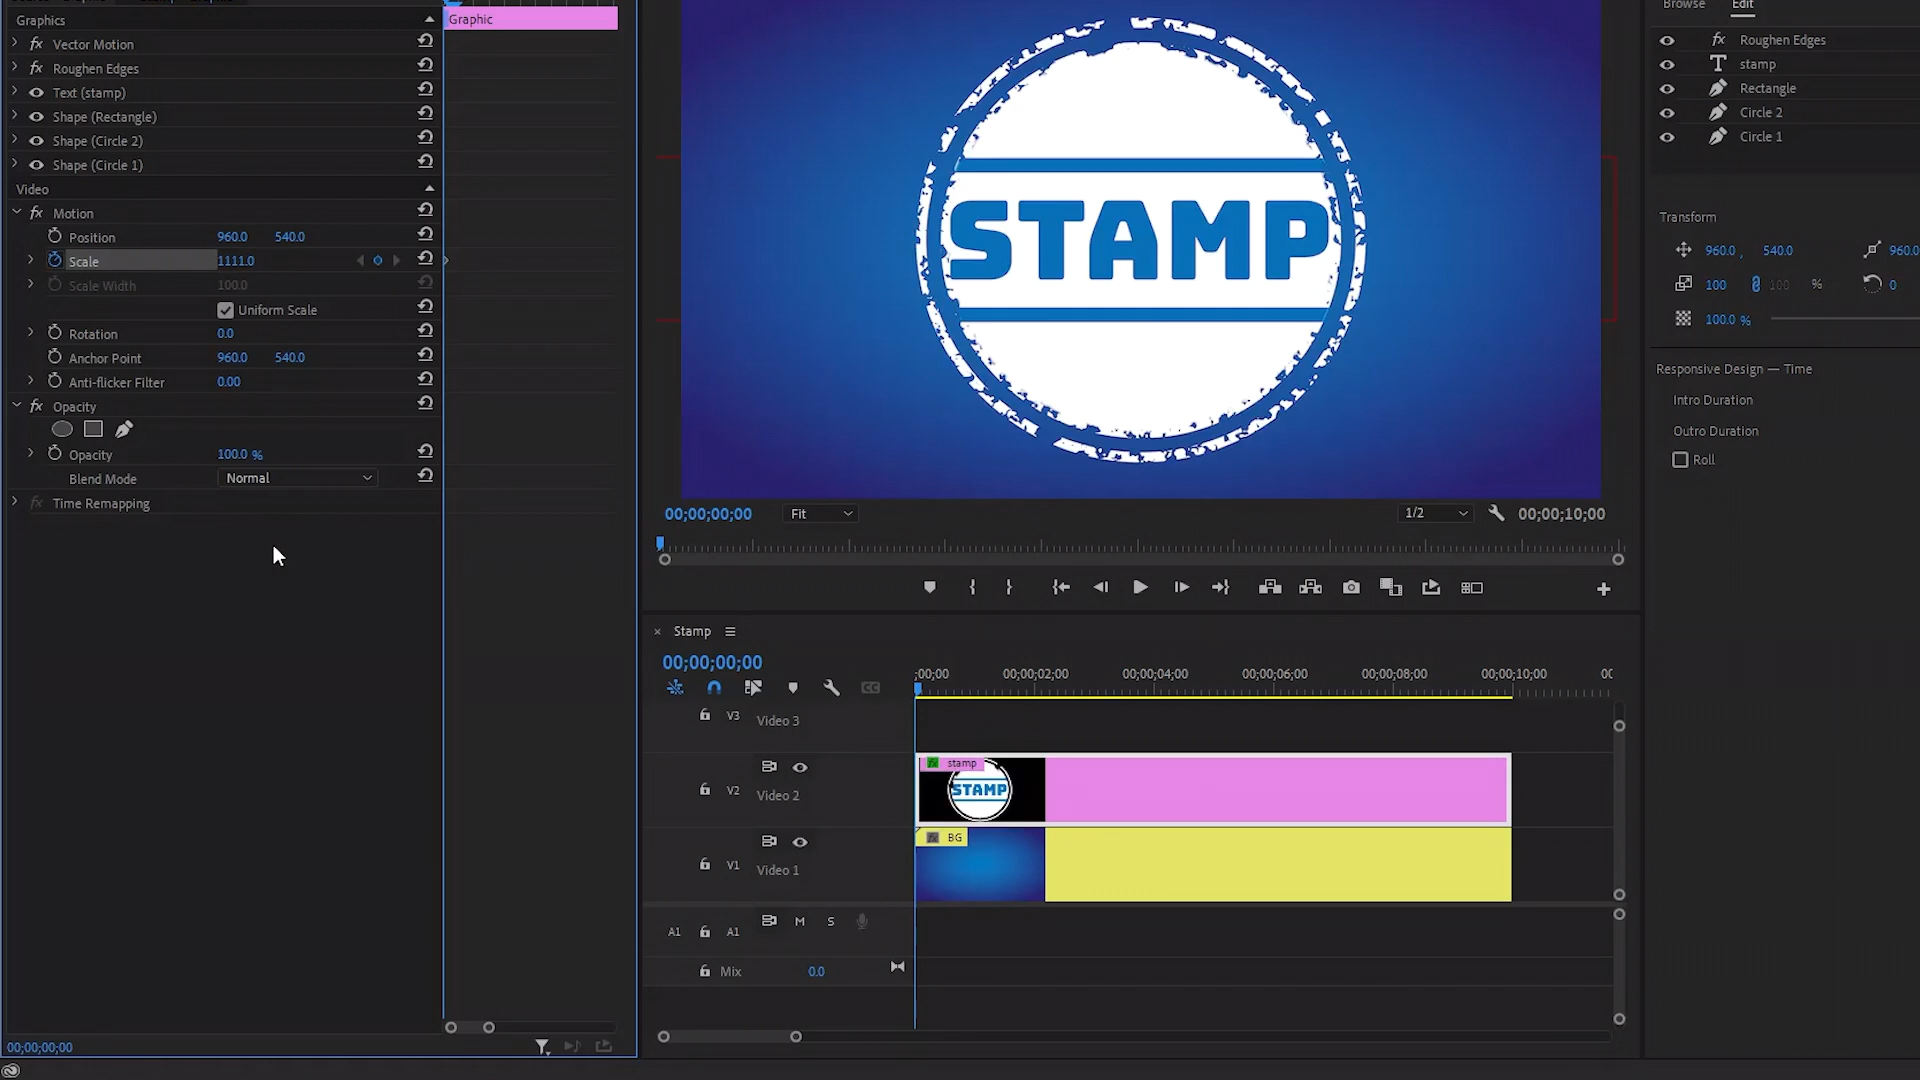 Graphics
Graphic
Vector Motion
Roughen Edges
Text (stamp)
Shape (Rectangle)
Shape (Circle 2)
Shape (Circle 1)
Video
Motion
Position 960.0 540.0
Scale 1111.0
Scale Width 100.0
Uniform Scale
Rotation 0.0
Anchor Point 960.0 540.0
Anti-flicker Filter 0.00
Opacity
Opacity 100.0 %
Blend Mode Normal
Time Remapping
00;00;00;00
STAMP
00;00;00;00 Fit 1/2 00;00;10;00
× Stamp
00;00;00;00
;00;00 00;00;02;00 00;00;04;00 00;00;06;00 00;00;08;00 00;00;10;00 00
V3 Video 3
V2 Video 2
fx stamp
STAMP
V1 Video 1
fx BG
A1 A1 M S
Mix 0.0
Browse Edit
fx Roughen Edges
T stamp
Rectangle
Circle 2
Circle 1
Transform
960.0 , 540.0 960.0
100 100 % 0
100.0 %
Responsive Design — Time
Intro Duration
Outro Duration
Roll